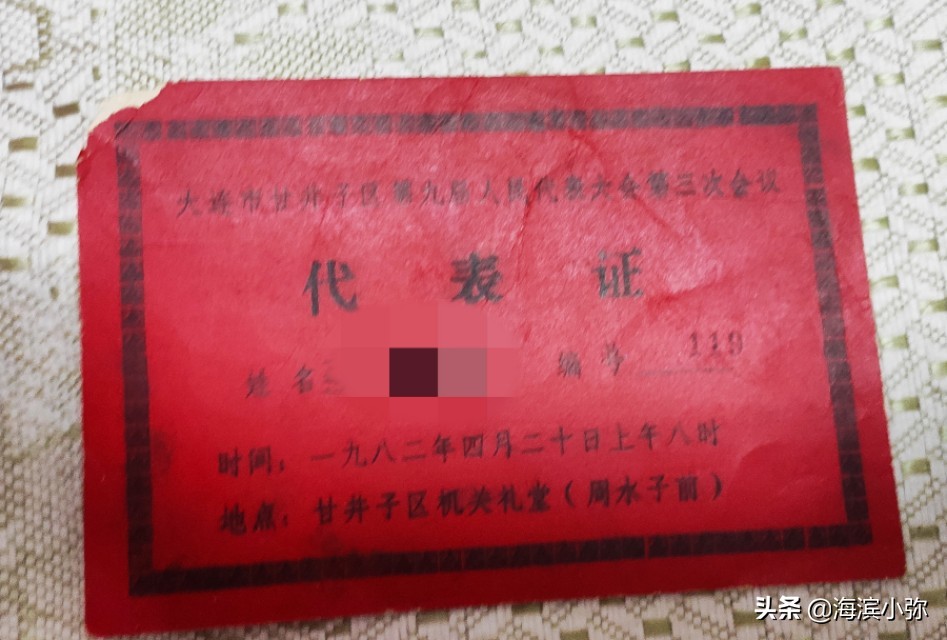 大连市甘井子区第九届人民代表大会第三次会议
代表证
姓名 编号 119
时间：一九八二年四月二十日上午八时
地点：甘井子区机关礼堂（周水子前）
头条 @海滨小弥